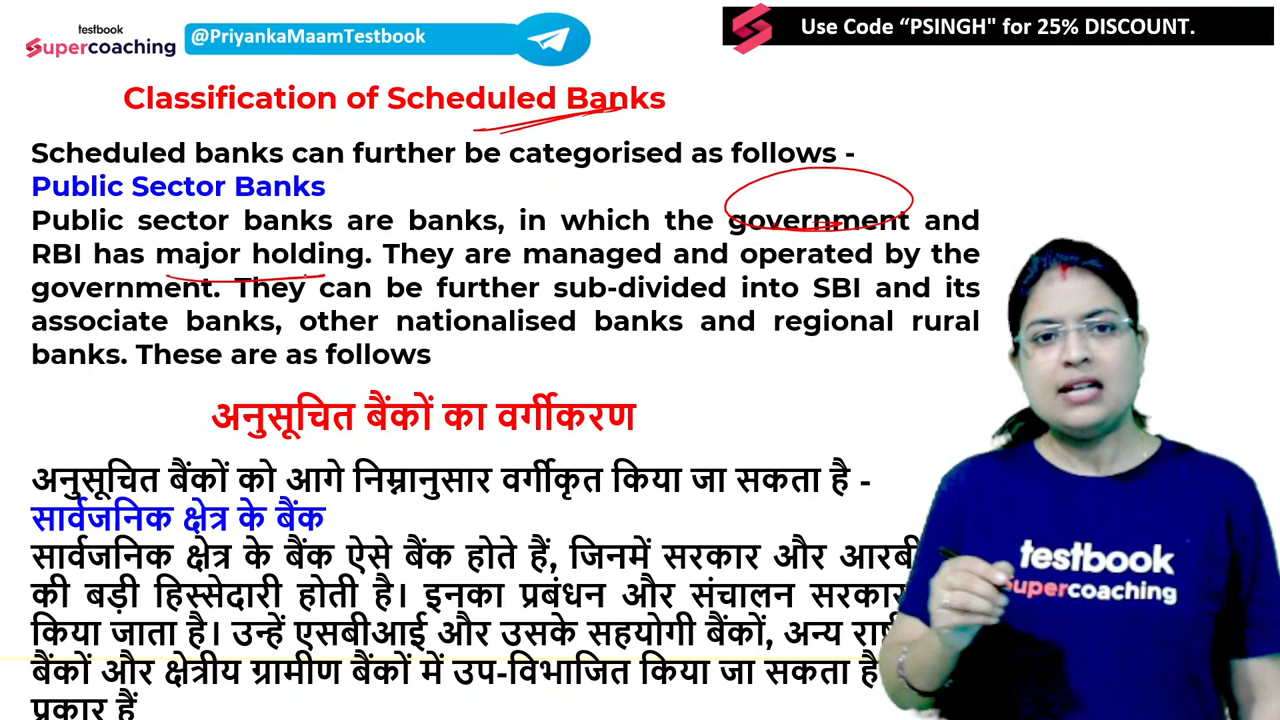 testbook
Supercoaching
@PriyankaMaamTestbook
Use Code “PSINGH" for 25% DISCOUNT.
Classification of Scheduled Banks
Scheduled banks can further be categorised as follows -
Public Sector Banks
Public sector banks are banks, in which the government and
RBI has major holding. They are managed and operated by the
government. They can be further sub-divided into SBI and its
associate banks, other nationalised banks and regional rural
banks. These are as follows
अनुसूचित बैंकों का वर्गीकरण
अनुसूचित बैंकों को आगे निम्नानुसार वर्गीकृत किया जा सकता है -
सार्वजनिक क्षेत्र के बैंक
सार्वजनिक क्षेत्र के बैंक ऐसे बैंक होते हैं, जिनमें सरकार और
की बड़ी हिस्सेदारी होती है। इनका प्रबंधन और संचालन सरकार
किया जाता है। उन्हें एसबीआई और उसके सहयोगी बैंकों, अन्य
बैंकों और क्षेत्रीय ग्रामीण बैंकों में उप-विभाजित किया जा सकता है
प्रकार हैं
testbook
Supercoaching